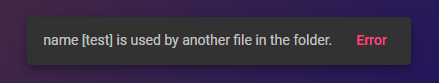 name [test] is used by another file in the folder. Error